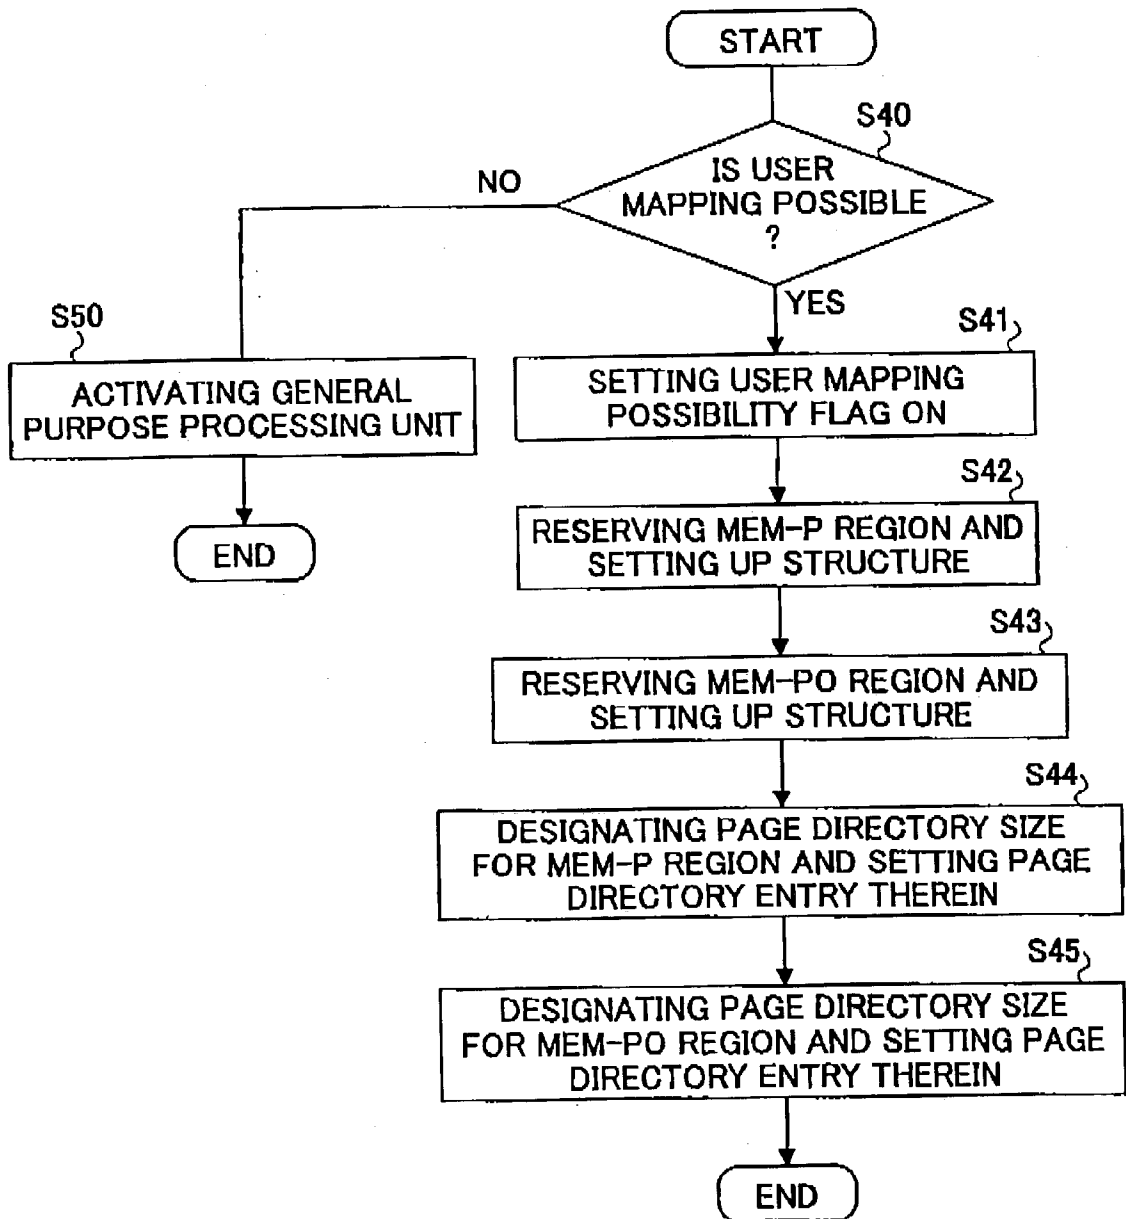 START
S40
IS USER
MAPPING POSSIBLE
?
NO
YES
S50
ACTIVATING GENERAL
PURPOSE PROCESSING UNIT
END
S41
SETTING USER MAPPING
POSSIBILITY FLAG ON
S42
RESERVING MEM-P REGION AND
SETTING UP STRUCTURE
S43
RESERVING MEM-PO REGION AND
SETTING UP STRUCTURE
S44
DESIGNATING PAGE DIRECTORY SIZE
FOR MEM-P REGION AND SETTING PAGE
DIRECTORY ENTRY THEREIN
S45
DESIGNATING PAGE DIRECTORY SIZE
FOR MEM-PO REGION AND SETTING PAGE
DIRECTORY ENTRY THEREIN
END